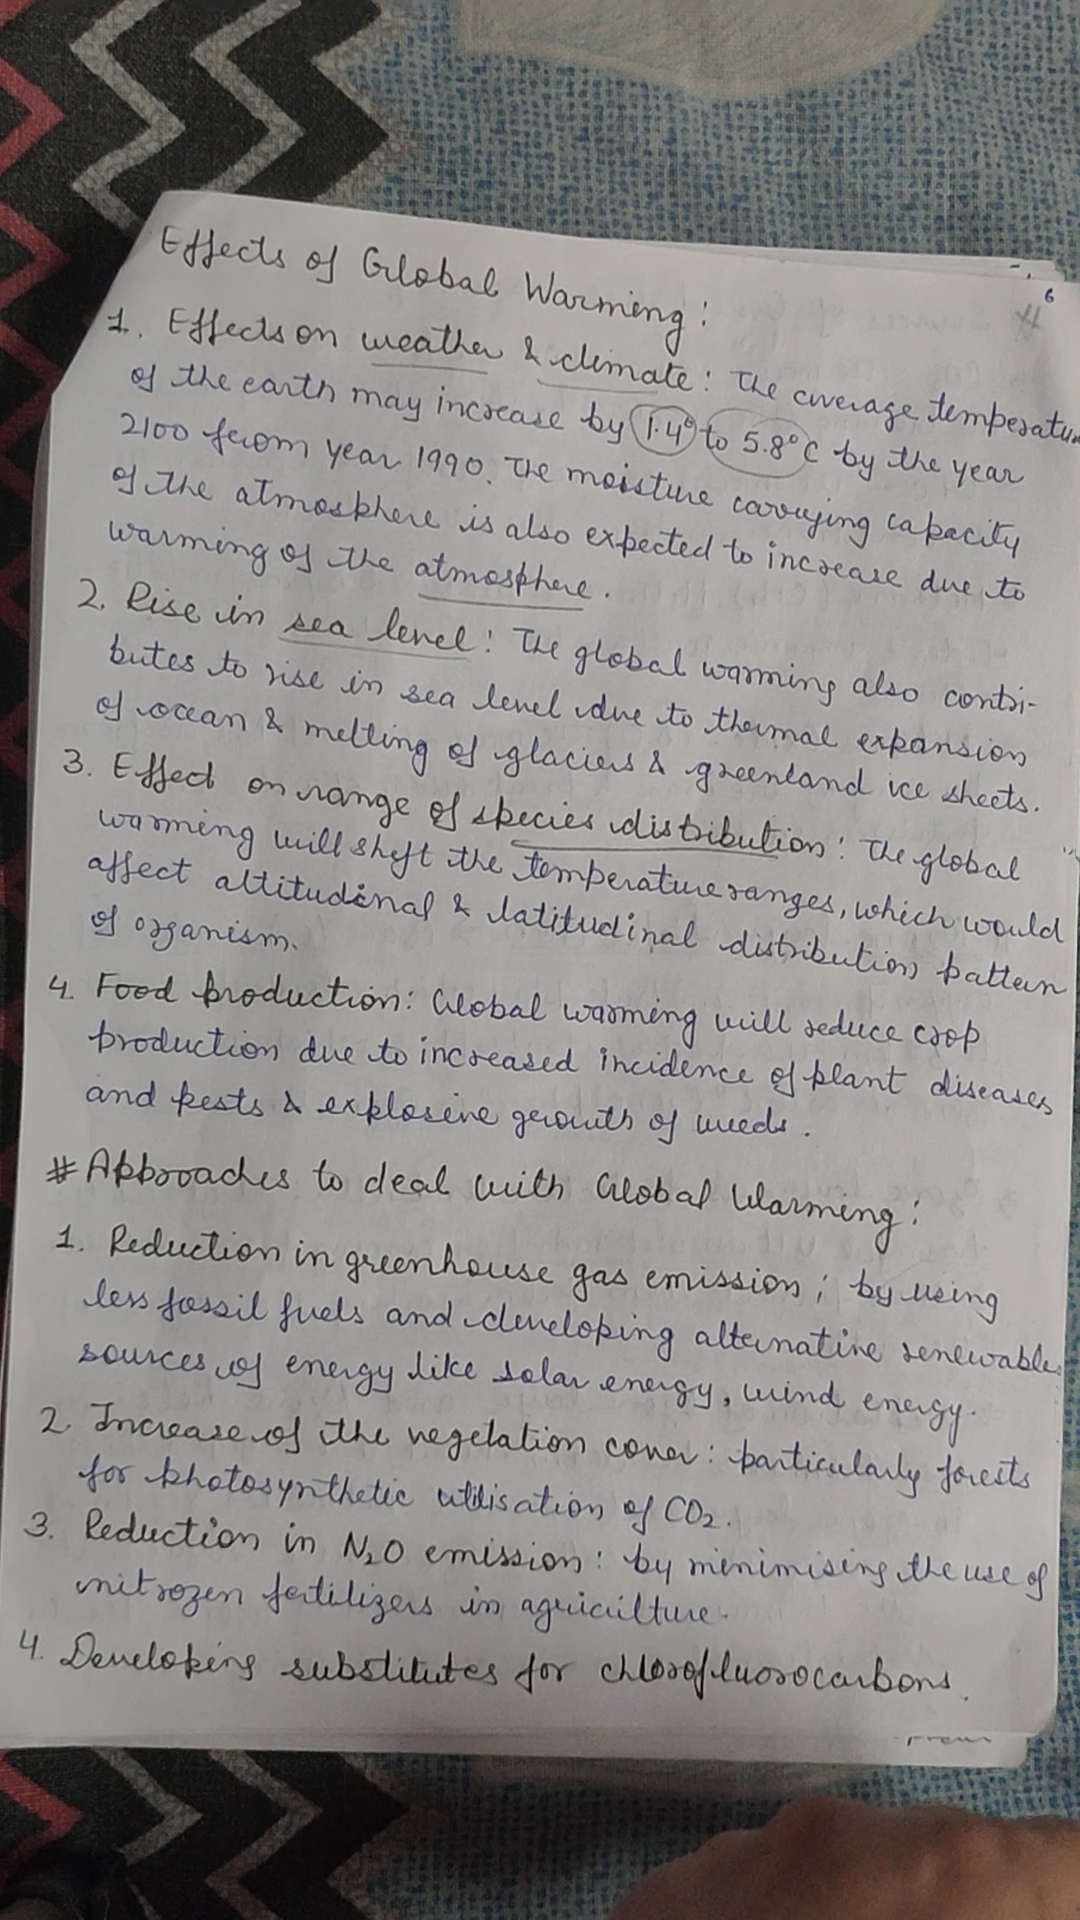 6
Effects of Global Warming:
1. Effects on weather & climate: The average temperature
of the earth may increase by 1.4° to 5.8°C by the year
2100 from year 1990. The moisture carrying capacity
of the atmosphere is also expected to increase due to
warming of the atmosphere.
2. Rise in sea level: The global warming also contri-
butes to rise in sea level due to thermal expansion
of ocean & melting of glaciers & greenland ice sheets.
3. Effect on range of species distribution: The global
warming will shift the temperature ranges, which would
affect altitudinal & latitudinal distribution pattern
of organism.
4. Food production: Global warming will reduce crop
production due to increased incidence of plant diseases
and pests & explosive growth of weeds.
# Approaches to deal with Global Warming:
1. Reduction in greenhouse gas emission; by using
less fossil fuels and developing alternative renewable
sources of energy like solar energy, wind energy.
2. Increase of the vegetation cover: particularly forests
for photosynthetic utilisation of CO₂.
3. Reduction in N₂O emission: by minimising the use of
nitrozen fertilizers in agriculture.
4. Developing substitutes for chlorofluorocarbons.